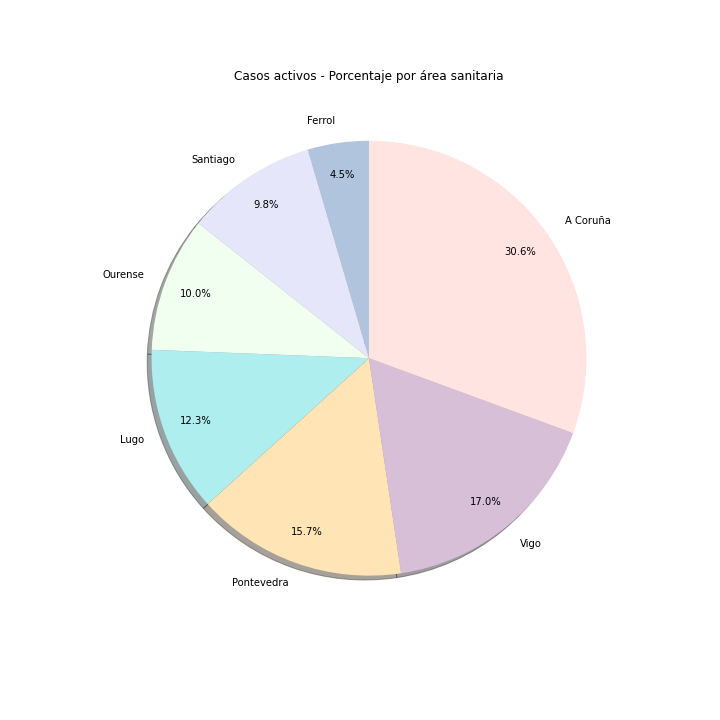 Casos activos - Porcentaje por área sanitaria
Ferrol
4.5%
Santiago
9.8%
A Coruña
30.6%
Ourense
10.0%
Lugo
12.3%
Pontevedra
15.7%
Vigo
17.0%